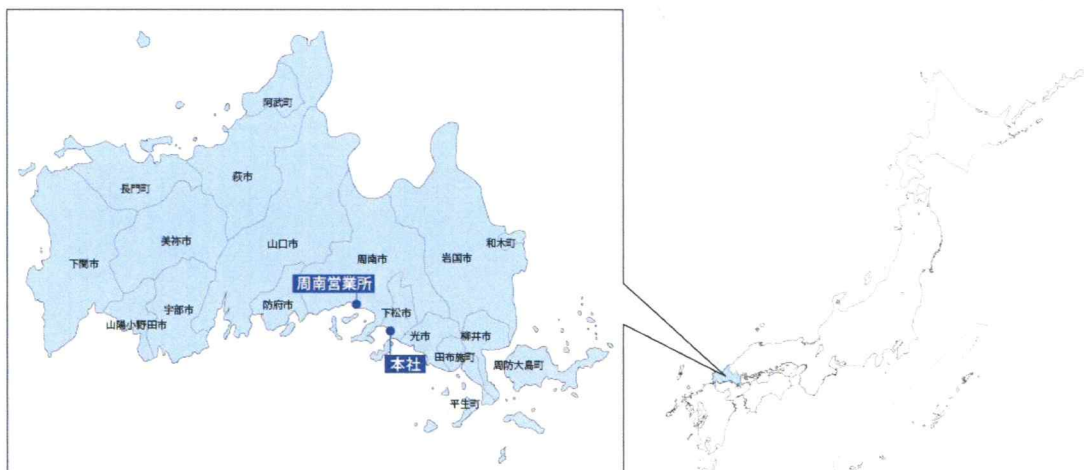 阿武町
萩市
長門町
美祢市
山口市
和木町
岩国市
周南市
下関市
周南営業所
宇部市
防府市
下松市
山陽小野田市
光市
柳井市
田布施町
本社
周防大島町
平生町